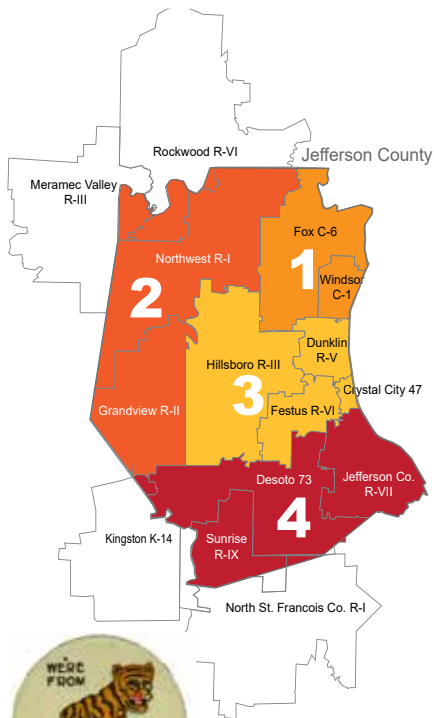 Rockwood R-VI
Jefferson County
Meramec Valley
R-III
Fox C-6
Northwest R-I
1
Windsor
C-1
2
Dunklin
R-V
Hillsboro R-III
3
Crystal City 47
Grandview R-II
Festus R-VI
Desoto 73
Jefferson Co.
R-VII
4
Kingston K-14
Sunrise
R-IX
North St. Francois Co. R-I
WE'RE
FROM